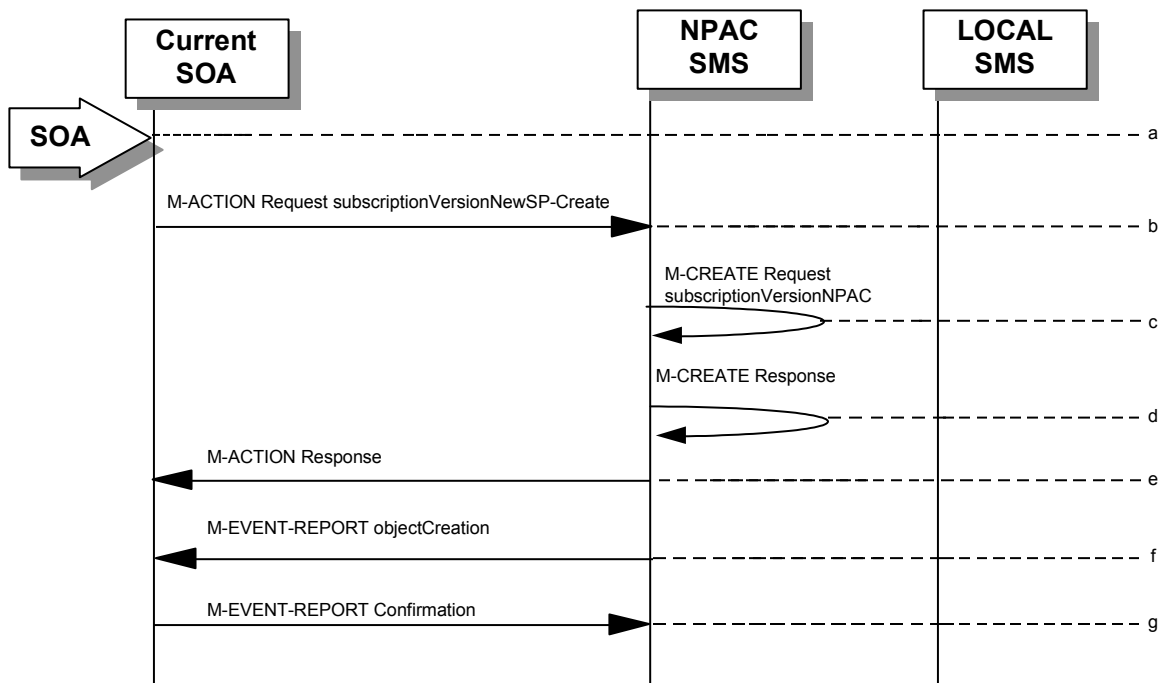 Current
SOA
NPAC
SMS
LOCAL
SMS
SOA
a
M-ACTION Request subscriptionVersionNewSP-Create
b
M-CREATE Request
subscriptionVersionNPAC
c
M-CREATE Response
d
M-ACTION Response
e
M-EVENT-REPORT objectCreation
f
M-EVENT-REPORT Confirmation
g